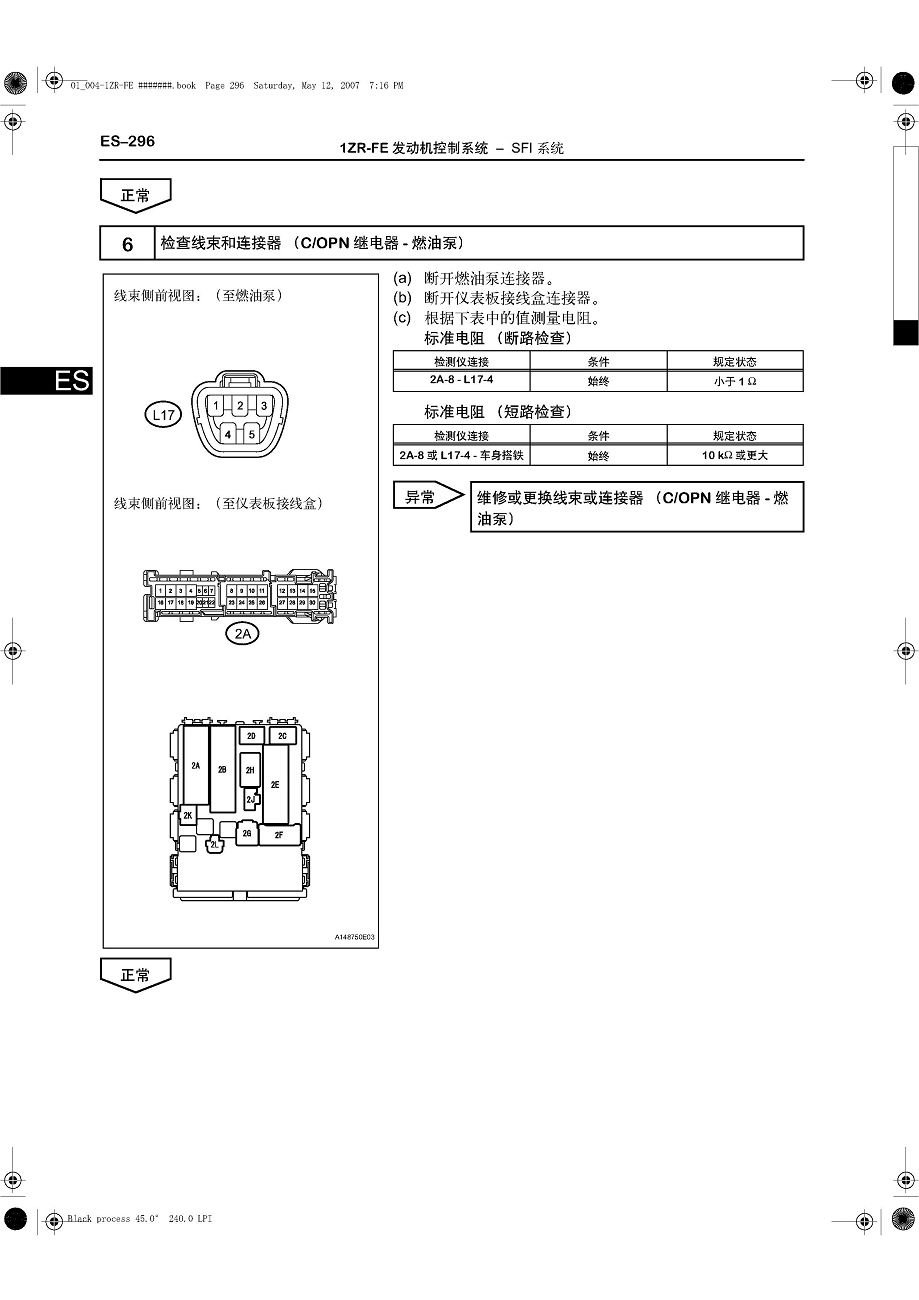 01_004-1ZR-FE #######.book  Page 296  Saturday, May 12, 2007  7:16 PM
ES–296
1ZR-FE 发动机控制系统 – SFI 系统
正常
6
检查线束和连接器 （C/OPN 继电器 - 燃油泵）
线束侧前视图：（至燃油泵）
L17
1 2 3
4 5
线束侧前视图：（至仪表板接线盒）
1 2 3 4 5 6 7 8 9 10 11 12 13 14 15
16 17 18 19 20 21 22 23 24 25 26 27 28 29 30
2A
2D 2C
2A 2B 2H 2E
2J
2K
2G 2F
2L
A148750E03
(a) 断开燃油泵连接器。
(b) 断开仪表板接线盒连接器。
(c) 根据下表中的值测量电阻。
标准电阻 （断路检查）
检测仪连接 条件 规定状态
2A-8 - L17-4 始终 小于 1 Ω
标准电阻 （短路检查）
检测仪连接 条件 规定状态
2A-8 或 L17-4 - 车身搭铁 始终 10 kΩ 或更大
异常
维修或更换线束或连接器 （C/OPN 继电器 - 燃
油泵）
ES
正常
Black process 45.0° 240.0 LPI